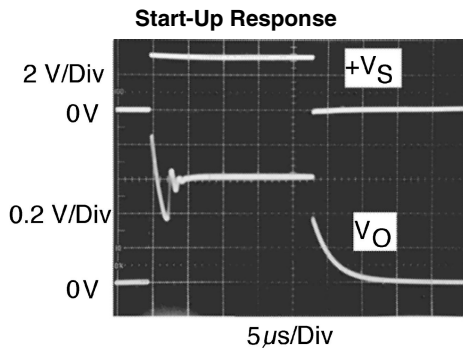 Start-Up Response
+VS
2 V/Div
0V
0.2 V/Div
VO
0V
5µs/Div